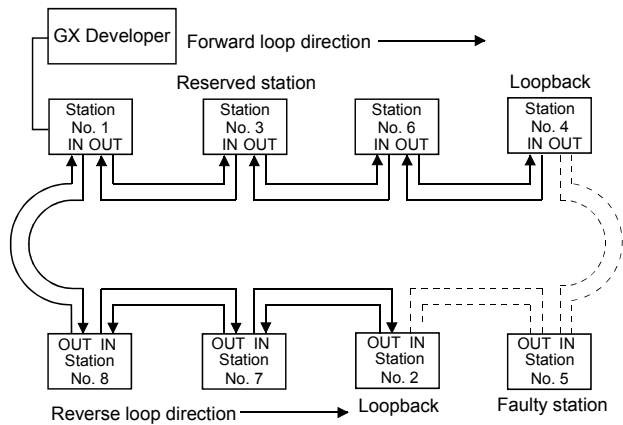 GX Developer
Forward loop direction
Reserved station
Loopback
Station
No. 1
IN OUT
Station
No. 3
IN OUT
Station
No. 6
IN OUT
Station
No. 4
IN OUT
OUT IN
Station
No. 8
OUT IN
Station
No. 7
OUT IN
Station
No. 2
OUT IN
Station
No. 5
Reverse loop direction
Loopback
Faulty station